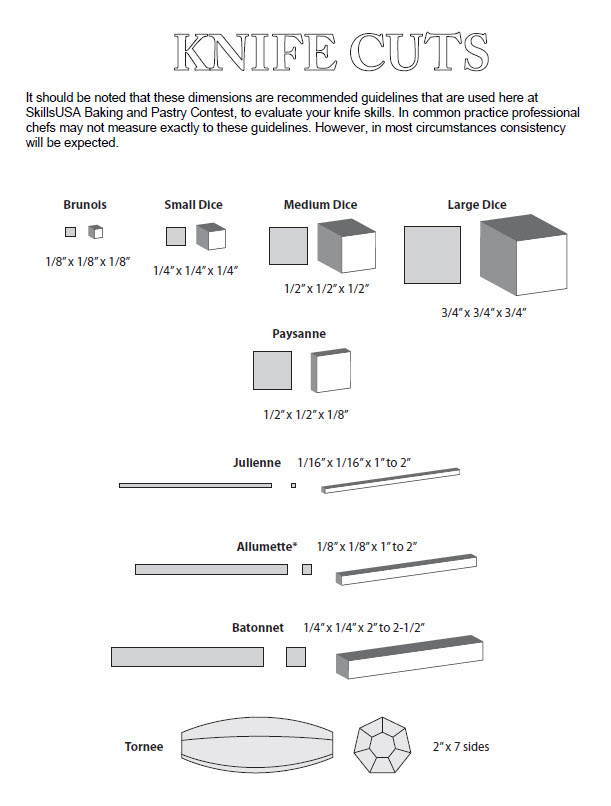 KNIFE CUTS
It should be noted that these dimensions are recommended guidelines that are used here at
SkillsUSA Baking and Pastry Contest, to evaluate your knife skills. In common practice professional
chefs may not measure exactly to these guidelines. However, in most circumstances consistency
will be expected.
Brunois
Small Dice
Medium Dice
Large Dice
1/8” x 1/8” x 1/8”
1/4” x 1/4” x 1/4”
1/2” x 1/2” x 1/2”
3/4” x 3/4” x 3/4”
Paysanne
1/2” x 1/2” x 1/8”
Julienne 1/16” x 1/16” x 1” to 2”
Allumette* 1/8” x 1/8” x 1” to 2”
Batonnet 1/4” x 1/4” x 2” to 2-1/2”
Tornee 2” x 7 sides